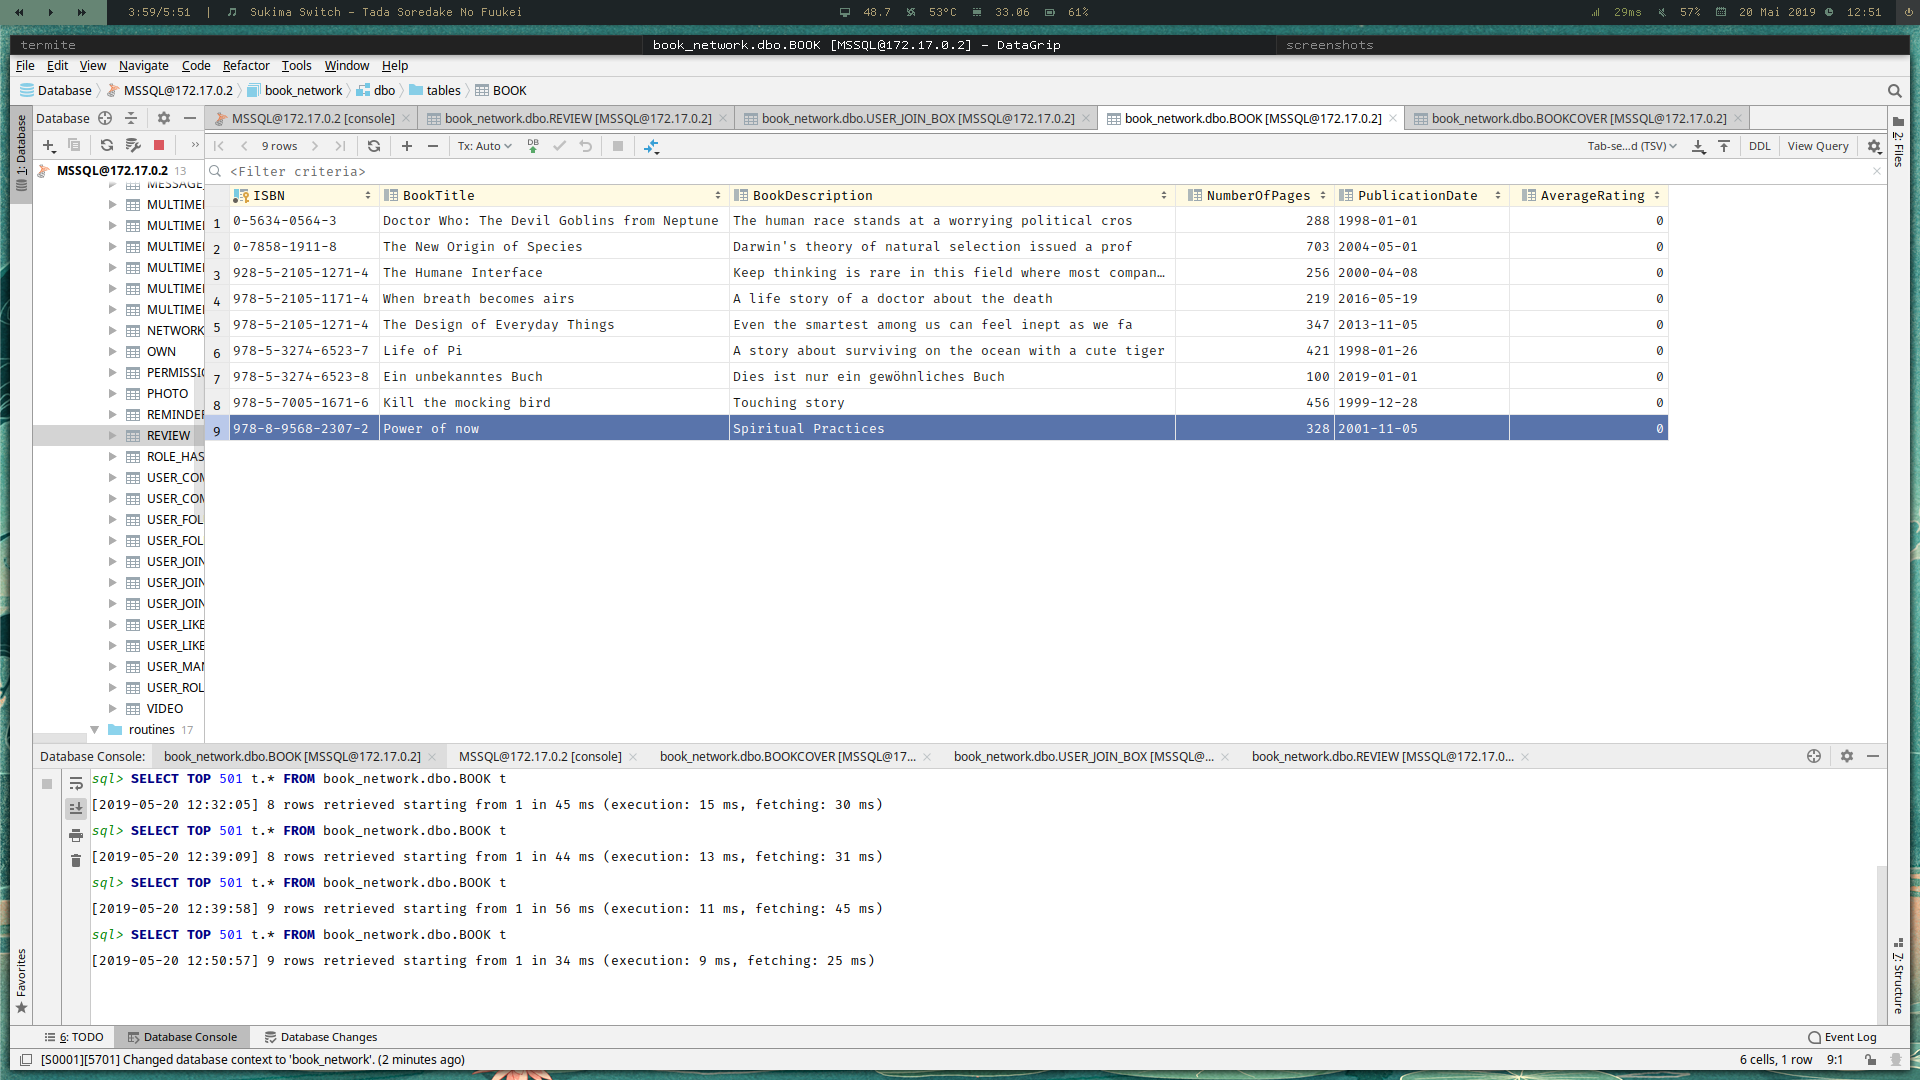 3:59/5:51 | Sukima Switch - Tada Soredake No Fuukei 48.7 53°C 33.06 61% 29ms 57% 20 Mai 2019 12:51
termite book_network.dbo.BOOK [MSSQL@172.17.0.2] - DataGrip screenshots
File Edit View Navigate Code Refactor Tools Window Help
Database MSSQL@172.17.0.2 book_network dbo tables BOOK
1: Database
Database
MSSQL@172.17.0.2 [console] book_network.dbo.REVIEW [MSSQL@172.17.0.2] book_network.dbo.USER_JOIN_BOX [MSSQL@172.17.0.2] book_network.dbo.BOOK [MSSQL@172.17.0.2] book_network.dbo.BOOKCOVER [MSSQL@172.17.0.2]
9 rows Tx: Auto DB Tab-se...d (TSV) DDL View Query
<Filter criteria>
MSSQL@172.17.0.2 13
MESSAGE_
MULTIME
MULTIME
MULTIME
MULTIME
MULTIME
MULTIME
NETWORK
OWN
PERMISSIO
PHOTO
REMINDER
REVIEW
ROLE_HAS
USER_COM
USER_COM
USER_FOL
USER_FOL
USER_JOIN
USER_JOIN
USER_JOIN
USER_LIKE
USER_LIKE
USER_MAN
USER_ROL
VIDEO
routines 17
ISBN BookTitle BookDescription NumberOfPages PublicationDate AverageRating
1 0-5634-0564-3 Doctor Who: The Devil Goblins from Neptune The human race stands at a worrying political cros 288 1998-01-01 0
2 0-7858-1911-8 The New Origin of Species Darwin's theory of natural selection issued a prof 703 2004-05-01 0
3 928-5-2105-1271-4 The Humane Interface Keep thinking is rare in this field where most compan… 256 2000-04-08 0
4 978-5-2105-1171-4 When breath becomes airs A life story of a doctor about the death 219 2016-05-19 0
5 978-5-2105-1271-4 The Design of Everyday Things Even the smartest among us can feel inept as we fa 347 2013-11-05 0
6 978-5-3274-6523-7 Life of Pi A story about surviving on the ocean with a cute tiger 421 1998-01-26 0
7 978-5-3274-6523-8 Ein unbekanntes Buch Dies ist nur ein gewöhnliches Buch 100 2019-01-01 0
8 978-5-7005-1671-6 Kill the mocking bird Touching story 456 1999-12-28 0
9 978-8-9568-2307-2 Power of now Spiritual Practices 328 2001-11-05 0
2: Files
Database Console: book_network.dbo.BOOK [MSSQL@172.17.0.2] MSSQL@172.17.0.2 [console] book_network.dbo.BOOKCOVER [MSSQL@17... book_network.dbo.USER_JOIN_BOX [MSSQL@... book_network.dbo.REVIEW [MSSQL@172.17.0...
sql> SELECT TOP 501 t.* FROM book_network.dbo.BOOK t
[2019-05-20 12:32:05] 8 rows retrieved starting from 1 in 45 ms (execution: 15 ms, fetching: 30 ms)
sql> SELECT TOP 501 t.* FROM book_network.dbo.BOOK t
[2019-05-20 12:39:09] 8 rows retrieved starting from 1 in 44 ms (execution: 13 ms, fetching: 31 ms)
sql> SELECT TOP 501 t.* FROM book_network.dbo.BOOK t
[2019-05-20 12:39:58] 9 rows retrieved starting from 1 in 56 ms (execution: 11 ms, fetching: 45 ms)
sql> SELECT TOP 501 t.* FROM book_network.dbo.BOOK t
[2019-05-20 12:50:57] 9 rows retrieved starting from 1 in 34 ms (execution: 9 ms, fetching: 25 ms)
Favorites
7: Structure
6: TODO Database Console Database Changes Event Log
[S0001][5701] Changed database context to 'book_network'. (2 minutes ago) 6 cells, 1 row 9:1